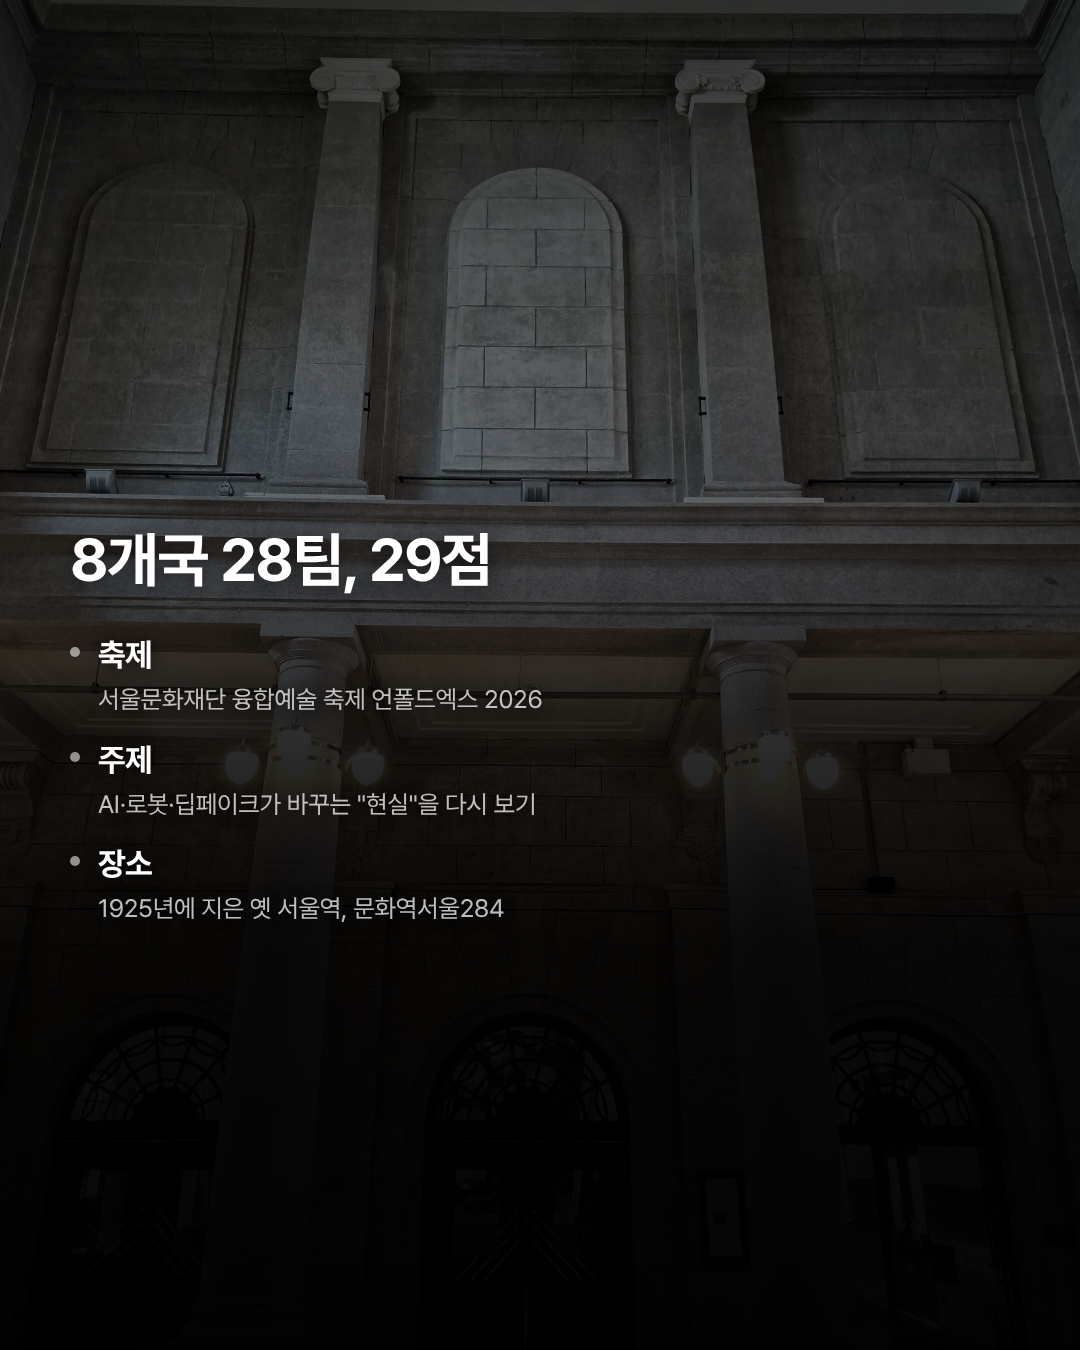 8개국 28팀, 29점
• 축제
서울문화재단 융합예술 축제 언폴드엑스 2026
• 주제
AI·로봇·딥페이크가 바꾸는 "현실"을 다시 보기
• 장소
1925년에 지은 옛 서울역, 문화역서울284